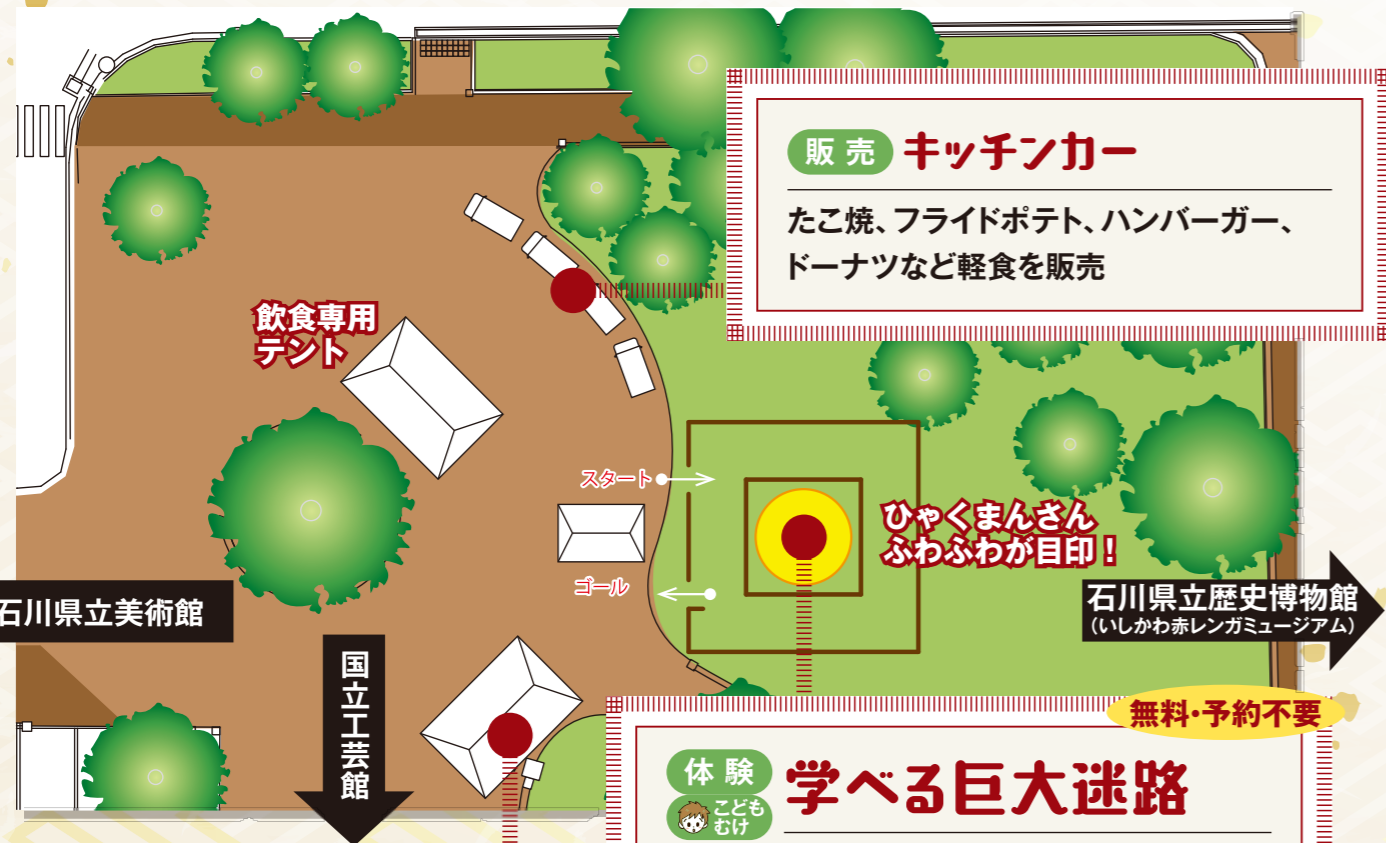 販売 キッチンカー
たこ焼、フライドポテト、ハンバーガー、
ドーナツなど軽食を販売
飲食専用
テント
スタート
ゴール
ひゃくまんさん
ふわふわが目印！
石川県立美術館
石川県立歴史博物館
（いしかわ赤レンガミュージアム）
国立工芸館
無料・予約不要
体験 学べる巨大迷路
こども
むけ